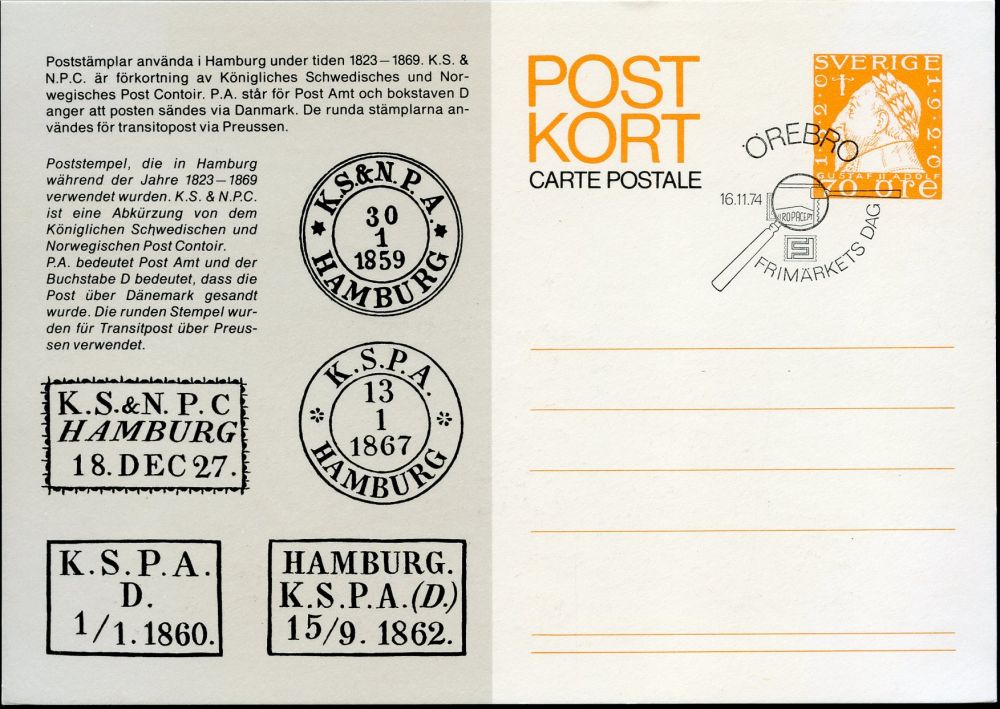 Poststämplar använda i Hamburg under tiden 1823–1869. K.S. &
N.P.C. är förkortning av Königliches Schwedisches und Nor-
wegisches Post Contoir. P.A. står för Post Amt och bokstaven D
anger att posten sändes via Danmark. De runda stämplarna an-
vändes för transitopost via Preussen.
Poststempel, die in Hamburg
während der Jahre 1823–1869
verwendet wurden. K.S. & N.P.C.
ist eine Abkürzung von dem
Königlichen Schwedischen und
Norwegischen Post Contoir.
P.A. bedeutet Post Amt und der
Buchstabe D bedeutet, dass die
Post über Dänemark gesandt
wurde. Die runden Stempel wur-
den für Transitpost über Preus-
sen verwendet.
K.S.&N.P.A.
30
1
1859
HAMBURG
K.S.P.A.
13
1
1867
HAMBURG
K.S.&N.P.C
HAMBURG
18.DEC 27.
K.S.P.A.
D.
1/1.1860.
HAMBURG.
K.S.P.A.(D.)
15/9. 1862.
POST
KORT
CARTE POSTALE
SVERIGE
1920
GUSTAF II ADOLF
70 öre
ÖREBRO
16.11.74
FRIMÄRKETS DAG